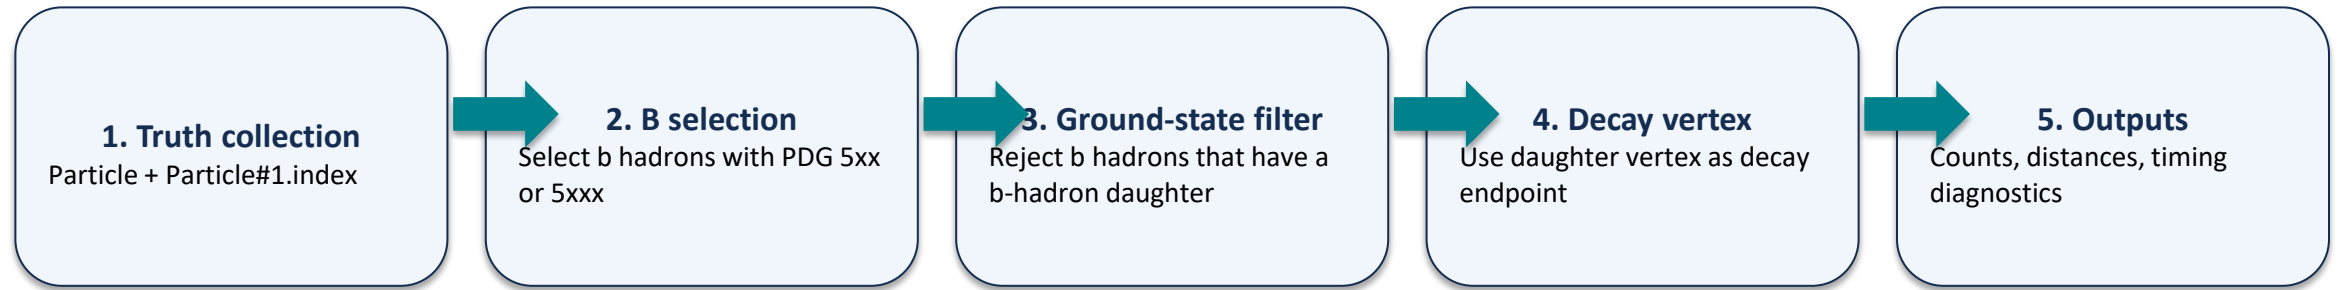 1. Truth collection
Particle + Particle#1.index
2. B selection
Select b hadrons with PDG 5xx
or 5xxx
3. Ground-state filter
Reject b hadrons that have a
b-hadron daughter
4. Decay vertex
Use daughter vertex as decay
endpoint
5. Outputs
Counts, distances, timing
diagnostics